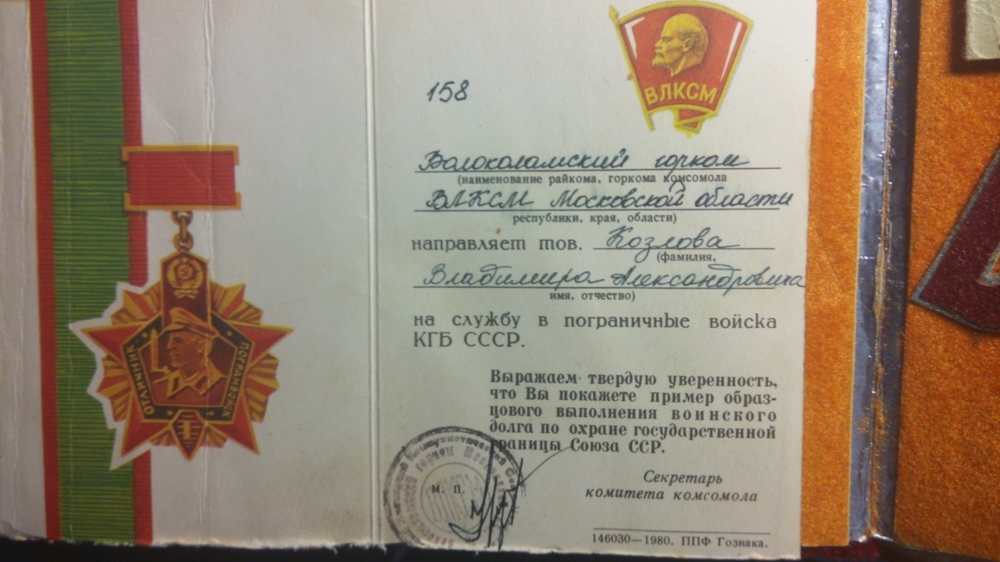 ОТЛИЧНИК
ПОГРАНВОЙСК
I
ВЛКСМ
158
Волоколамский горком
(наименование райкома, горкома комсомола
ВЛКСМ Московской области
республики, края, области)
направляет тов. Козлова
(фамилия,
Владимира Александровича
имя, отчество)
на службу в пограничные войска
КГБ СССР.
Выражаем твердую уверенность,
что Вы покажете пример образ-
цового выполнения воинского
долга по охране государственной
границы Союза ССР.
м. п.
Секретарь
комитета комсомола
146030—1980. ППФ Гознака.